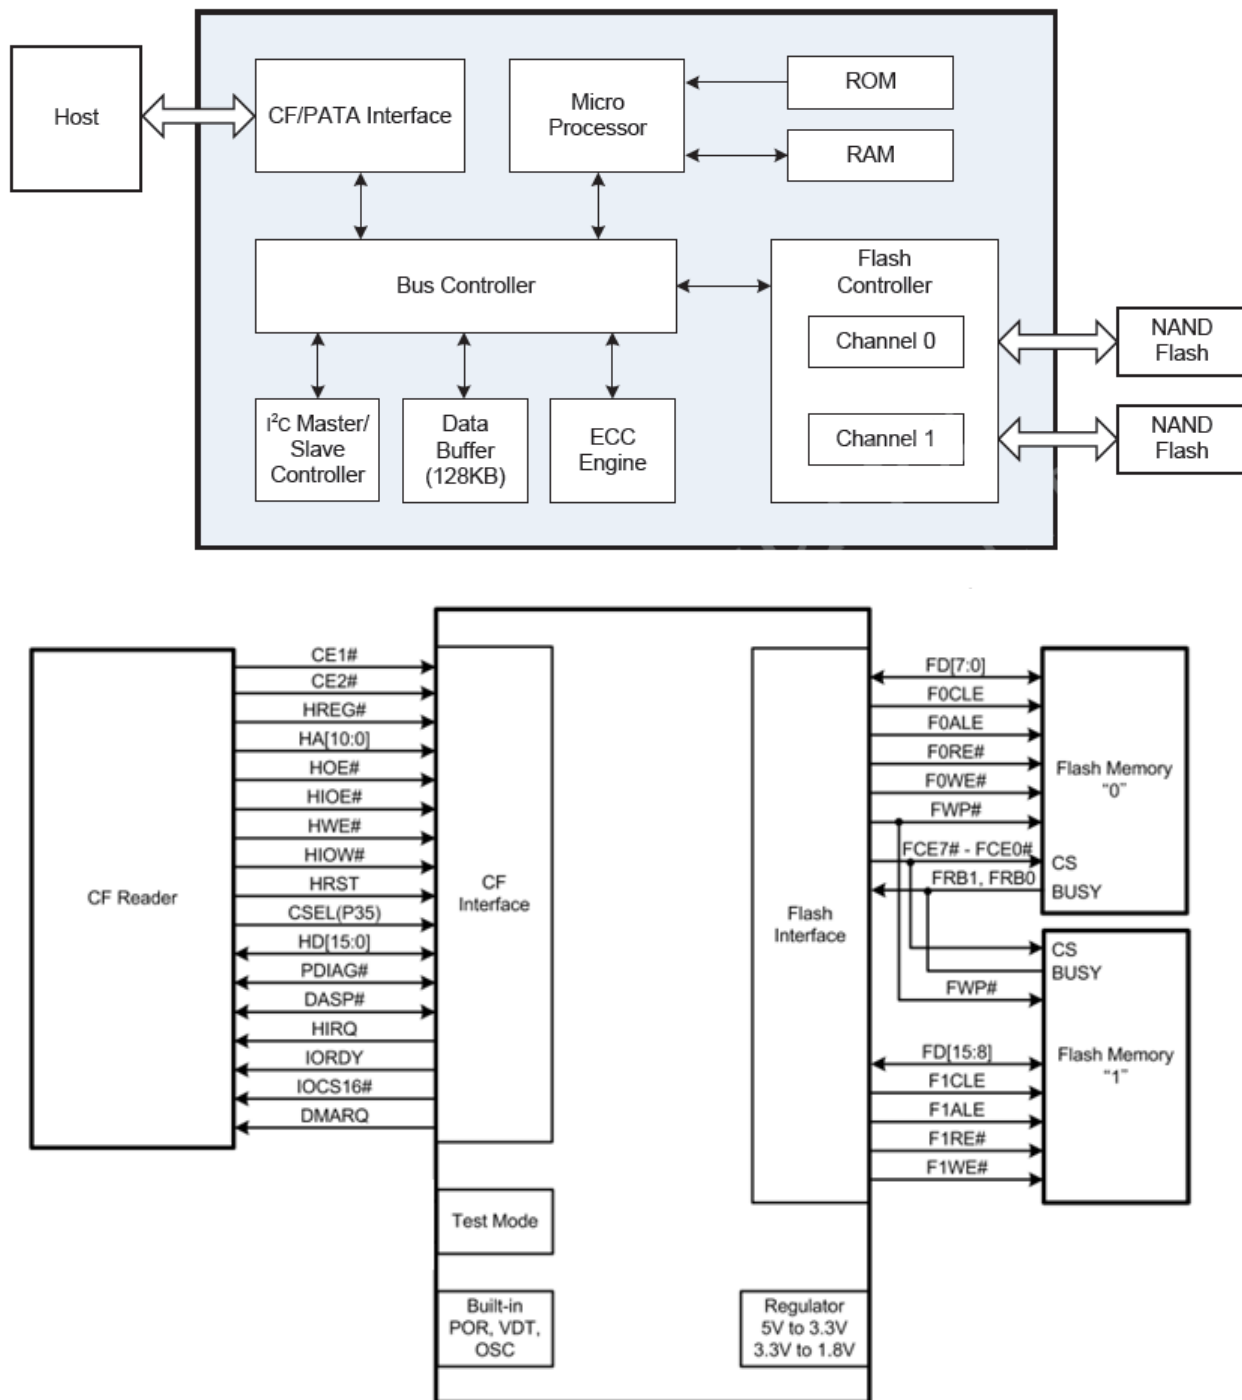 Host
CF/PATA Interface
Micro
Processor
ROM
RAM
Bus Controller
Flash
Controller
Channel 0
Channel 1
NAND
Flash
NAND
Flash
I²C Master/
Slave
Controller
Data
Buffer
(128KB)
ECC
Engine
CF Reader
CE1#
CE2#
HREG#
HA[10:0]
HOE#
HIOE#
HWE#
HIOW#
HRST
CSEL(P35)
HD[15:0]
PDIAG#
DASP#
HIRQ
IORDY
IOCS16#
DMARQ
CF
Interface
Test Mode
Built-in
POR, VDT,
OSC
Flash
Interface
Regulator
5V to 3.3V
3.3V to 1.8V
FD[7:0]
F0CLE
F0ALE
F0RE#
F0WE#
FWP#
FCE7# - FCE0#
FRB1, FRB0
Flash Memory
"0"
CS
BUSY
CS
BUSY
FWP#
FD[15:8]
F1CLE
F1ALE
F1RE#
F1WE#
Flash Memory
"1"